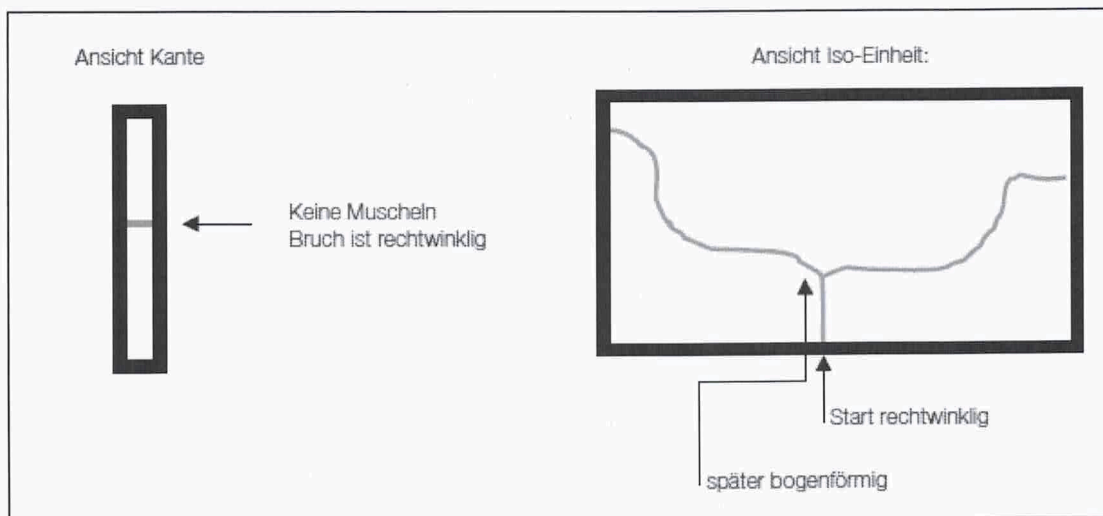 Ansicht Kante
Keine Muscheln
Bruch ist rechtwinklig
Ansicht Iso-Einheit:
Start rechtwinklig
später bogenförmig